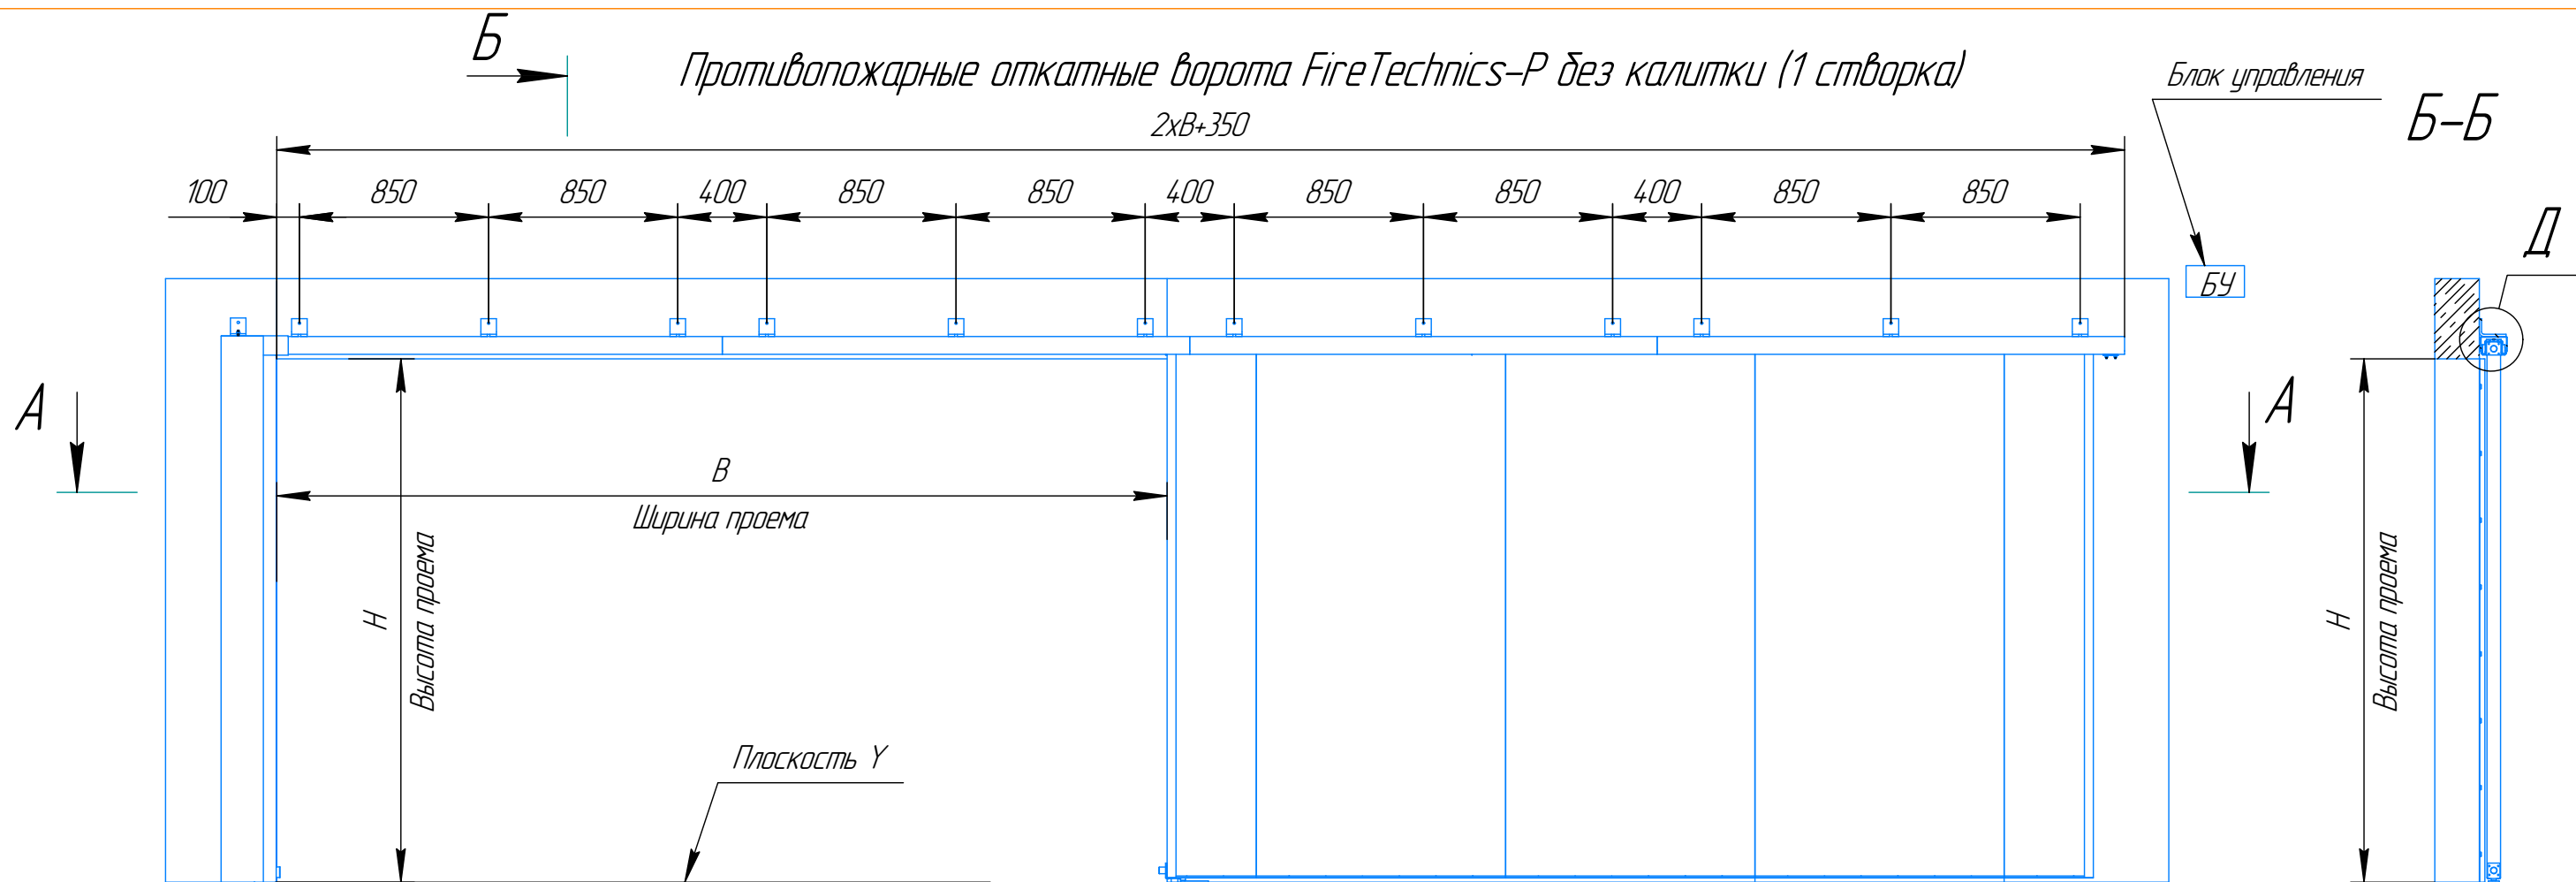 Б
Противопожарные откатные ворота FireTechnics-Р без калитки (1 створка)
Блок управления
Б-Б
2хВ+350
100 850 850 400 850 850 400 850 850 400 850 850
Д
БУ
А
А
В
Ширина проема
Н
Высота проема
Н
Высота проема
Плоскость Y